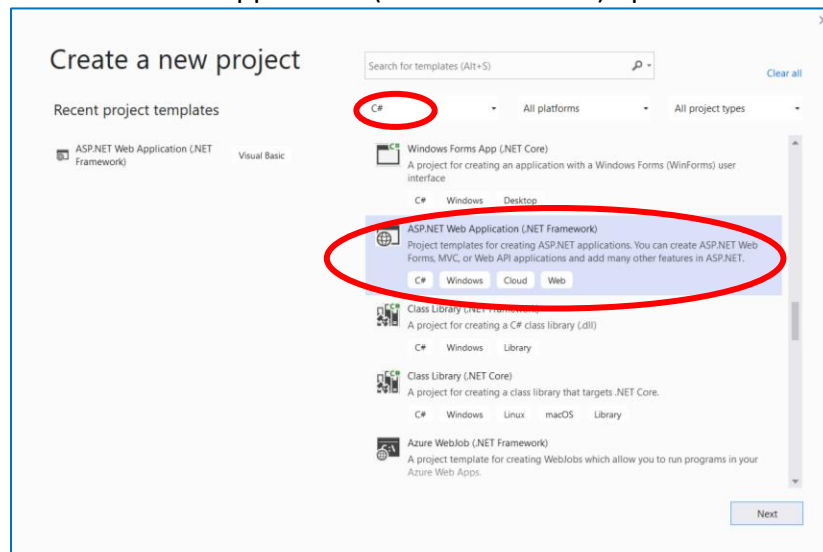 Create a new project
Search for templates (Alt+S)
Clear all
Recent project templates
C#
All platforms
All project types
ASP.NET Web Application (.NET
Framework)
Visual Basic
Windows Forms App (.NET Core)
A project for creating an application with a Windows Forms (WinForms) user
interface
C# Windows Desktop
ASP.NET Web Application (.NET Framework)
Project templates for creating ASP.NET applications. You can create ASP.NET Web
Forms, MVC, or Web API applications and add many other features in ASP.NET.
C# Windows Cloud Web
Class Library (.NET Framework)
A project for creating a C# class library (.dll)
C# Windows Library
Class Library (.NET Core)
A project for creating a class library that targets .NET Core.
C# Windows Linux macOS Library
Azure WebJob (.NET Framework)
A project template for creating WebJobs which allow you to run programs in your
Azure Web Apps.
Next